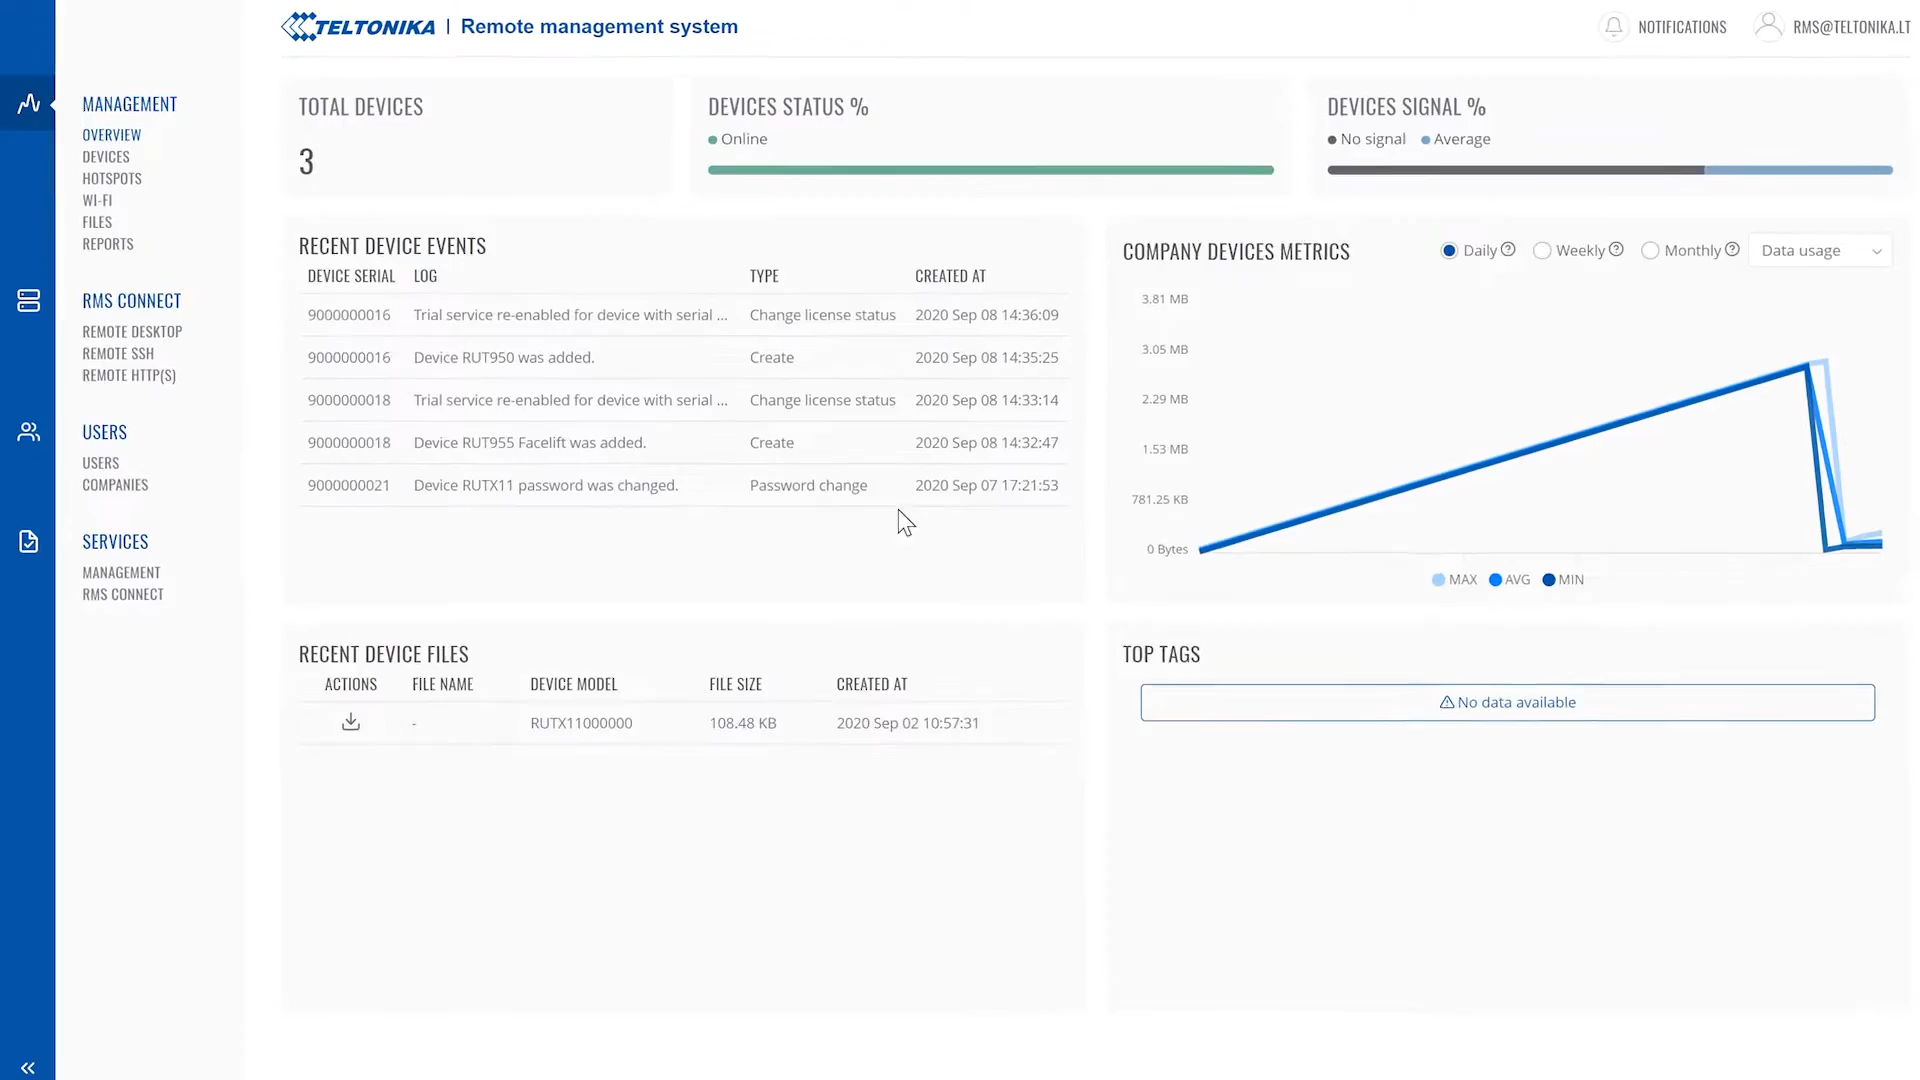 TELTONIKA | Remote management system
NOTIFICATIONS
RMS@TELTONIKA.LT
MANAGEMENT
OVERVIEW
DEVICES
HOTSPOTS
WI-FI
FILES
REPORTS
RMS CONNECT
REMOTE DESKTOP
REMOTE SSH
REMOTE HTTP(S)
USERS
USERS
COMPANIES
SERVICES
MANAGEMENT
RMS CONNECT
TOTAL DEVICES
3
DEVICES STATUS %
Online
DEVICES SIGNAL %
No signal Average
RECENT DEVICE EVENTS
DEVICE SERIAL LOG TYPE CREATED AT
9000000016 Trial service re-enabled for device with serial ... Change license status 2020 Sep 08 14:36:09
9000000016 Device RUT950 was added. Create 2020 Sep 08 14:35:25
9000000018 Trial service re-enabled for device with serial ... Change license status 2020 Sep 08 14:33:14
9000000018 Device RUT955 Facelift was added. Create 2020 Sep 08 14:32:47
9000000021 Device RUTX11 password was changed. Password change 2020 Sep 07 17:21:53
COMPANY DEVICES METRICS
Daily Weekly Monthly Data usage
3.81 MB
3.05 MB
2.29 MB
1.53 MB
781.25 KB
0 Bytes
MAX AVG MIN
RECENT DEVICE FILES
ACTIONS FILE NAME DEVICE MODEL FILE SIZE CREATED AT
- RUTX11000000 108.48 KB 2020 Sep 02 10:57:31
TOP TAGS
No data available